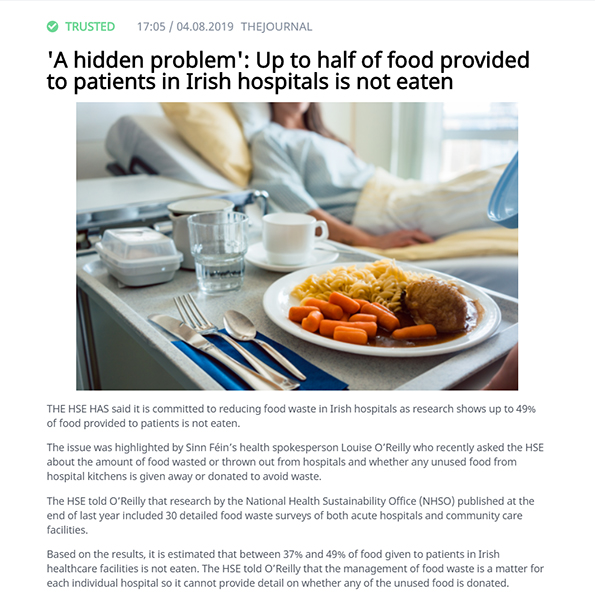 TRUSTED 17:05 / 04.08.2019 THEJOURNAL
'A hidden problem': Up to half of food provided
to patients in Irish hospitals is not eaten
THE HSE HAS said it is committed to reducing food waste in Irish hospitals as research shows up to 49%
of food provided to patients is not eaten.
The issue was highlighted by Sinn Féin's health spokesperson Louise O'Reilly who recently asked the HSE
about the amount of food wasted or thrown out from hospitals and whether any unused food from
hospital kitchens is given away or donated to avoid waste.
The HSE told O'Reilly that research by the National Health Sustainability Office (NHSO) published at the
end of last year included 30 detailed food waste surveys of both acute hospitals and community care
facilities.
Based on the results, it is estimated that between 37% and 49% of food given to patients in Irish
healthcare facilities is not eaten. The HSE told O'Reilly that the management of food waste is a matter for
each individual hospital so it cannot provide detail on whether any of the unused food is donated.